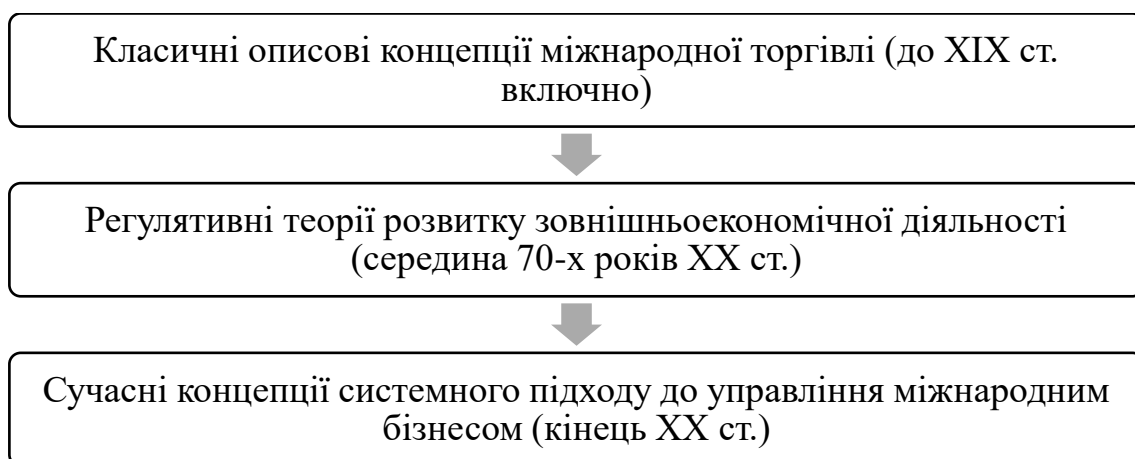 Класичні описові концепції міжнародної торгівлі (до XIX ст.
включно)
Регулятивні теорії розвитку зовнішньоекономічної діяльності
(середина 70-х років XX ст.)
Сучасні концепції системного підходу до управління міжнародним
бізнесом (кінець XX ст.)